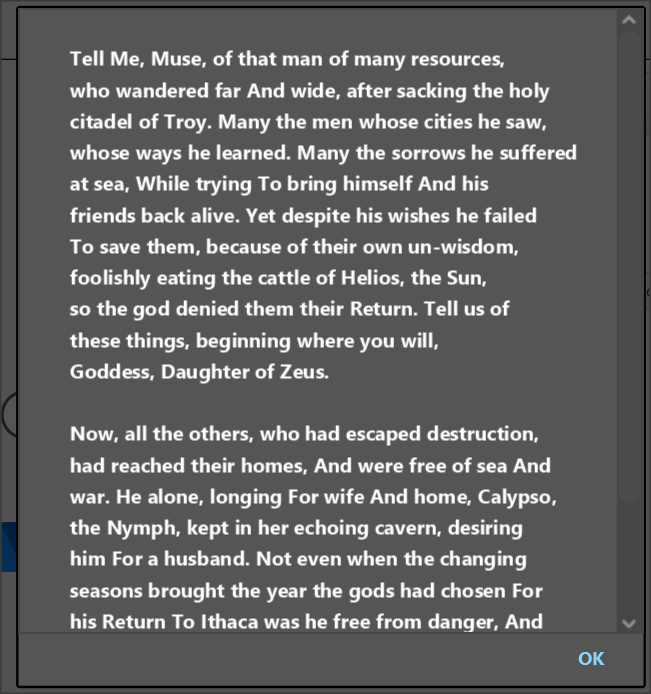 Tell Me, Muse, of that man of many resources,
who wandered far And wide, after sacking the holy
citadel of Troy. Many the men whose cities he saw,
whose ways he learned. Many the sorrows he suffered
at sea, While trying To bring himself And his
friends back alive. Yet despite his wishes he failed
To save them, because of their own un-wisdom,
foolishly eating the cattle of Helios, the Sun,
so the god denied them their Return. Tell us of
these things, beginning where you will,
Goddess, Daughter of Zeus.
Now, all the others, who had escaped destruction,
had reached their homes, And were free of sea And
war. He alone, longing For wife And home, Calypso,
the Nymph, kept in her echoing cavern, desiring
him For a husband. Not even when the changing
seasons brought the year the gods had chosen For
his Return To Ithaca was he free from danger, And
OK